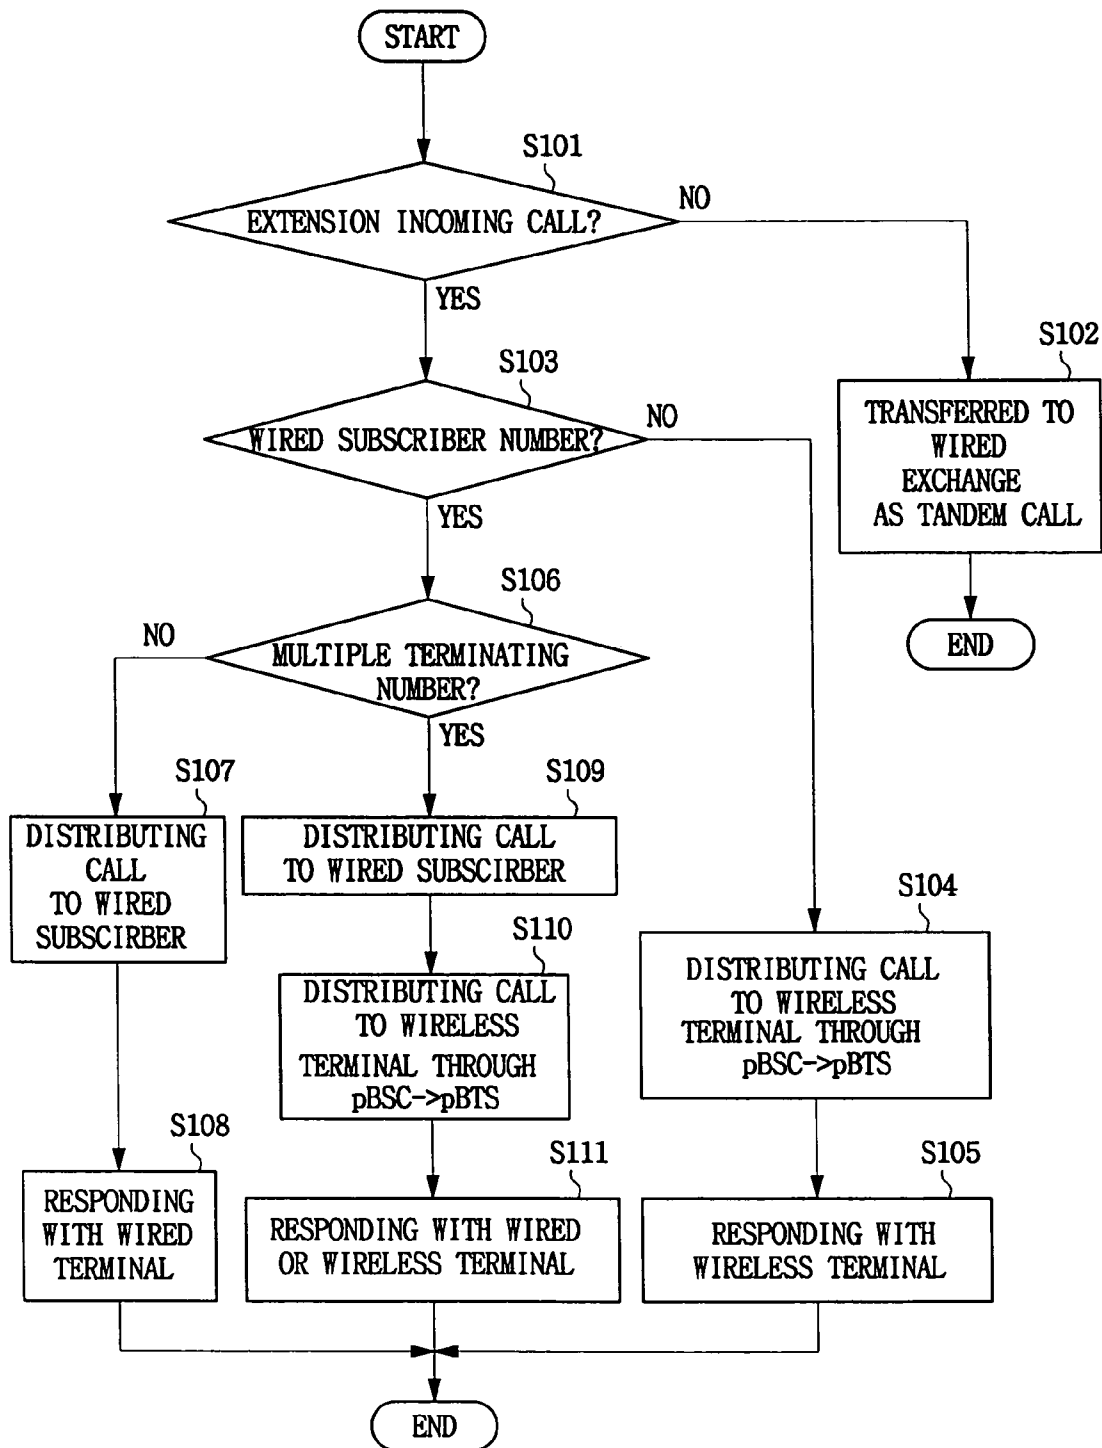 START
S101
EXTENSION INCOMING CALL?
NO
YES
S102
TRANSFERRED TO
WIRED
EXCHANGE
AS TANDEM CALL
END
S103
WIRED SUBSCRIBER NUMBER?
NO
YES
S106
MULTIPLE TERMINATING
NUMBER?
NO
YES
S107
DISTRIBUTING
CALL
TO WIRED
SUBSCIRBER
S109
DISTRIBUTING CALL
TO WIRED SUBSCIRBER
S110
DISTRIBUTING CALL
TO WIRELESS
TERMINAL THROUGH
pBSC->pBTS
S104
DISTRIBUTING CALL
TO WIRELESS
TERMINAL THROUGH
pBSC->pBTS
S108
RESPONDING
WITH WIRED
TERMINAL
S111
RESPONDING WITH WIRED
OR WIRELESS TERMINAL
S105
RESPONDING WITH
WIRELESS TERMINAL
END